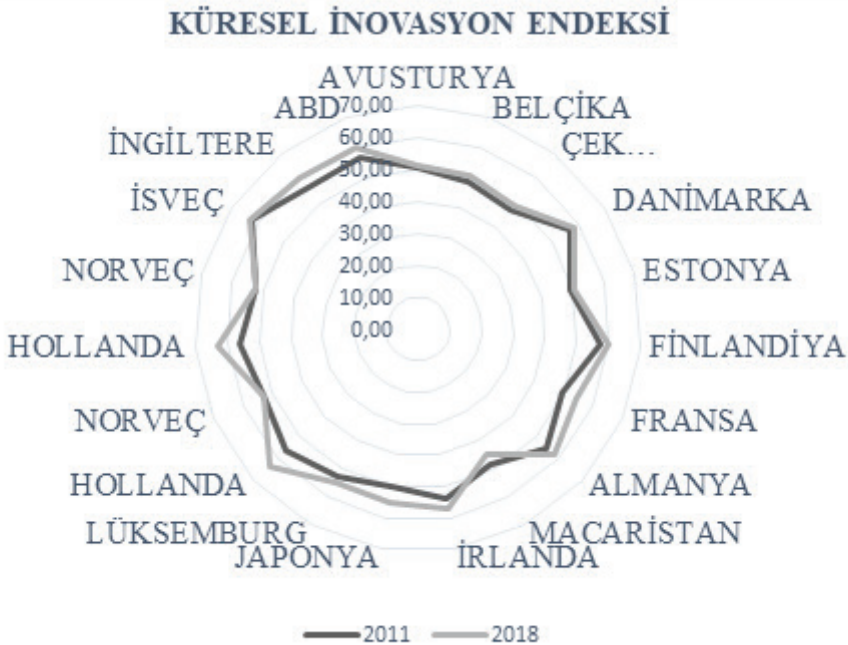 KÜRESEL İNOVASYON ENDEKSİ
AVUSTURYA
BELÇİKA
ÇEK…
DANİMARKA
ESTONYA
FİNLANDİYA
FRANSA
ALMANYA
MACARİSTAN
İRLANDA
JAPONYA
LÜKSEMBURG
HOLLANDA
NORVEÇ
HOLLANDA
NORVEÇ
İSVEÇ
İNGİLTERE
ABD
70,00
60,00
50,00
40,00
30,00
20,00
10,00
0,00
2011 2018